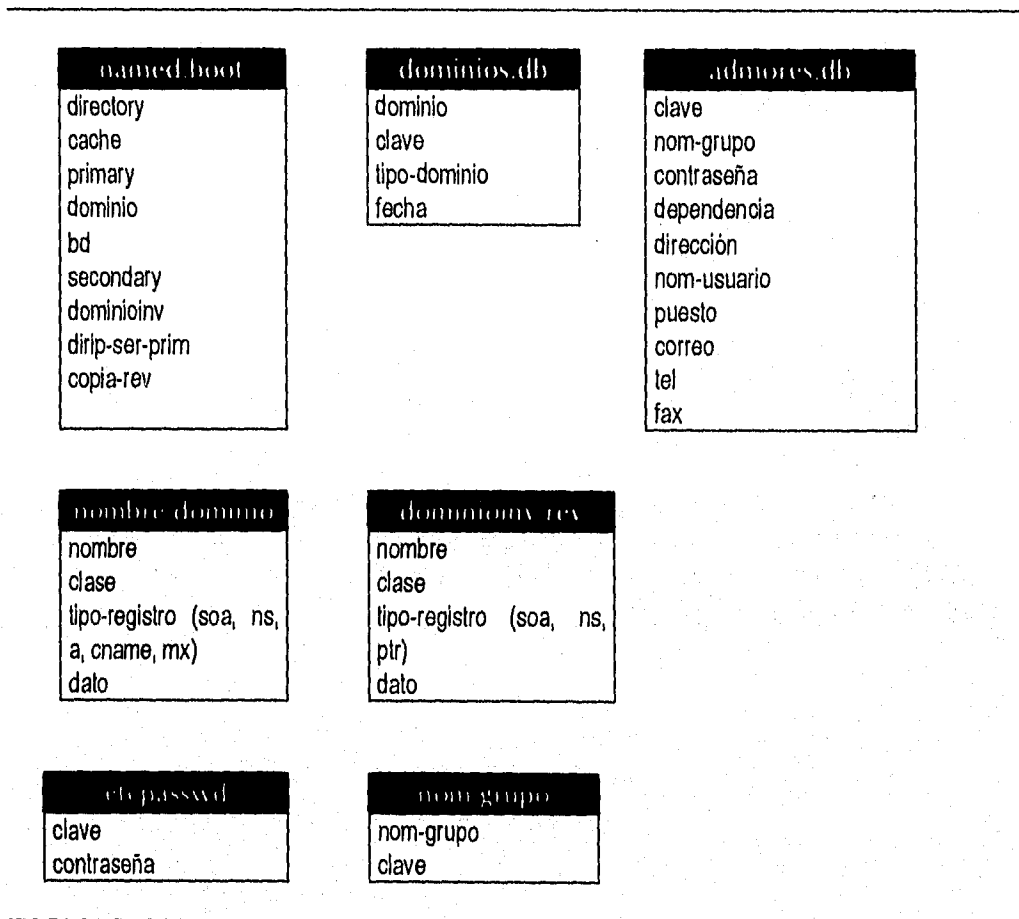 named.boot
directory
cache
primary
dominio
bd
secondary
dominioinv
dirip-ser-prim
copia-rev
dominios.db
dominio
clave
tipo-dominio
fecha
admores.db
clave
nom-grupo
contraseña
dependencia
dirección
nom-usuario
puesto
correo
tel
fax
nombre.dominio
nombre
clase
tipo-registro (soa, ns,
a, cname, mx)
dato
dominioinv.rev
nombre
clase
tipo-registro (soa, ns,
ptr)
dato
clave
contraseña
nom-grupo
nom-grupo
clave